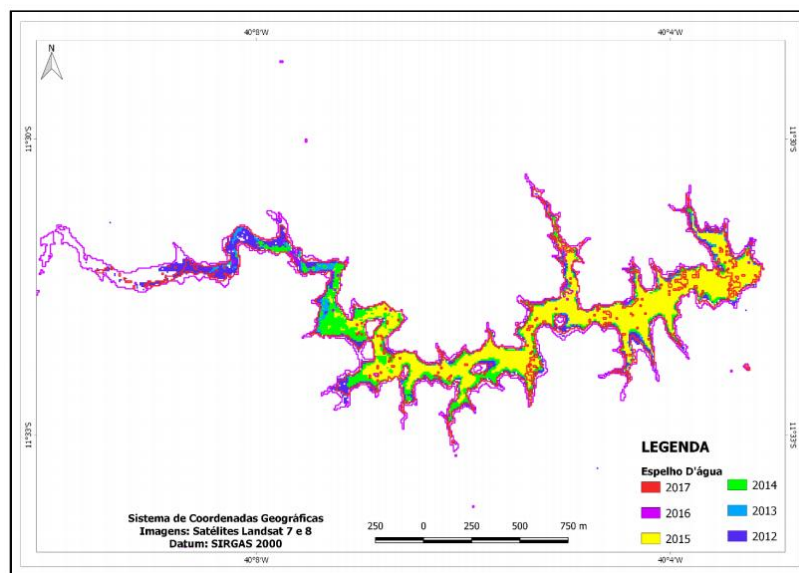 40°8'W 40°4'W
N
11°30'S 11°30'S
11°33'S 11°33'S
LEGENDA
Espelho D'água
2017 2014
2016 2013
2015 2012
Sistema de Coordenadas Geográficas
Imagens: Satélites Landsat 7 e 8
Datum: SIRGAS 2000
250 0 250 500 750 m
40°8'W 40°4'W